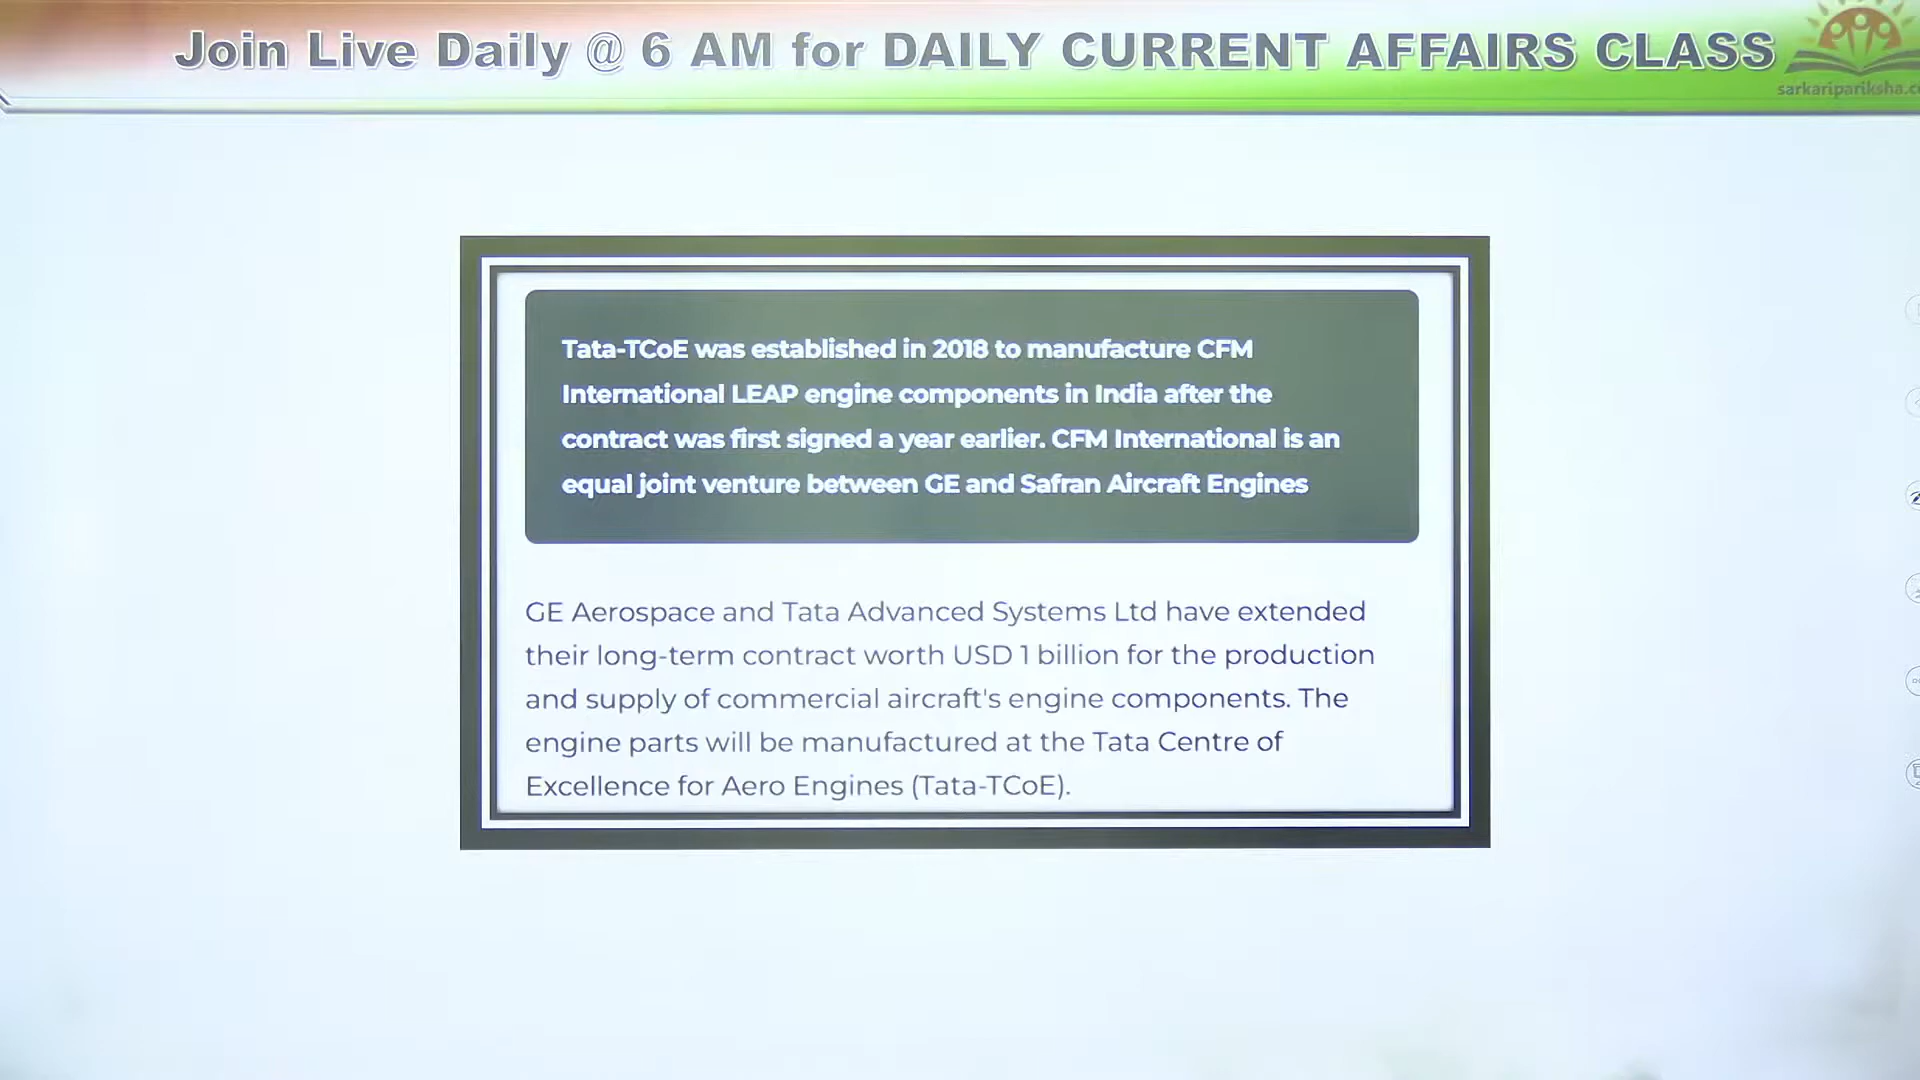 Join Live Daily @ 6 AM for DAILY CURRENT AFFAIRS CLASS
Tata-TCoE was established in 2018 to manufacture CFM
International LEAP engine components in India after the
contract was first signed a year earlier. CFM International is an
equal joint venture between GE and Safran Aircraft Engines
GE Aerospace and Tata Advanced Systems Ltd have extended
their long-term contract worth USD 1 billion for the production
and supply of commercial aircraft's engine components. The
engine parts will be manufactured at the Tata Centre of
Excellence for Aero Engines (Tata-TCoE).